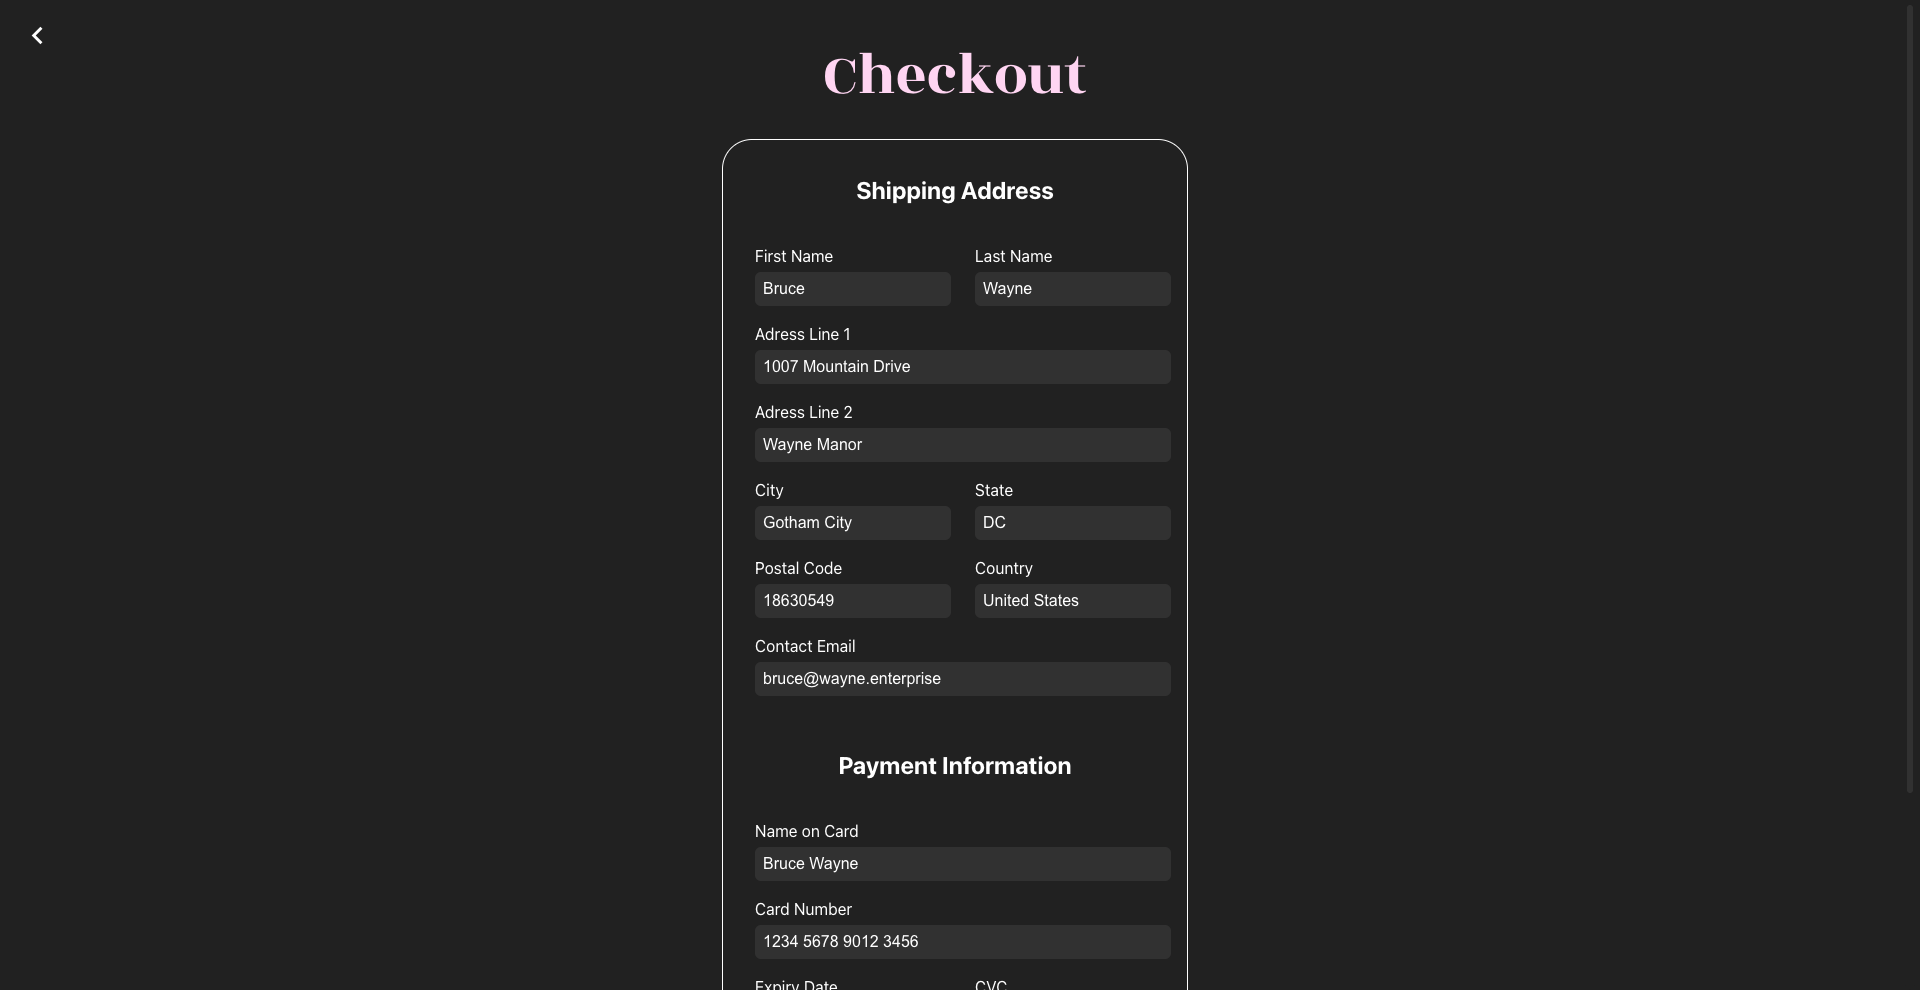 Checkout
Shipping Address
First Name Last Name
Bruce Wayne
Adress Line 1
1007 Mountain Drive
Adress Line 2
Wayne Manor
City State
Gotham City DC
Postal Code Country
18630549 United States
Contact Email
bruce@wayne.enterprise
Payment Information
Name on Card
Bruce Wayne
Card Number
1234 5678 9012 3456
Expiry Date CVC